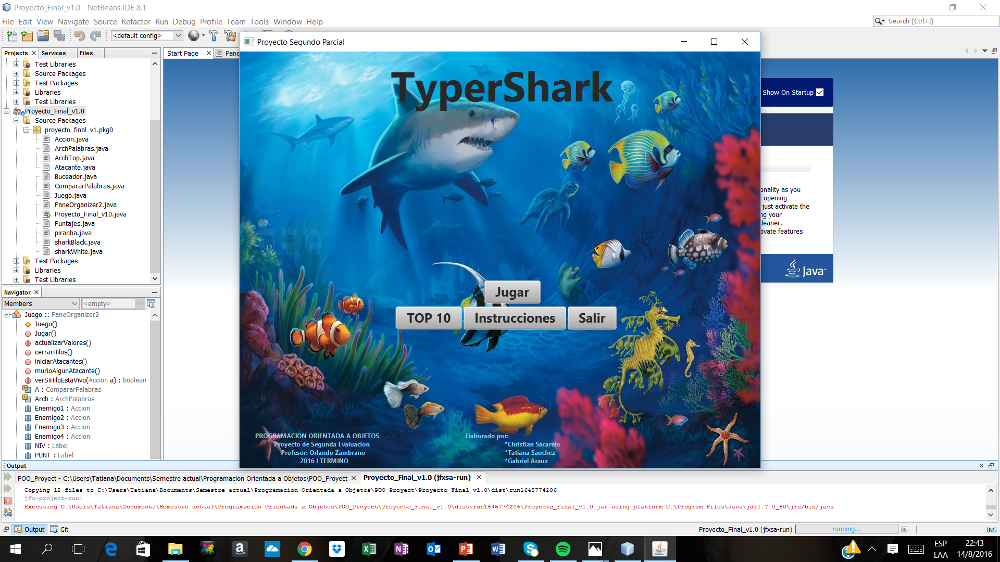 Proyecto_Final_v1.0 - NetBeans IDE 8.1
File Edit View Navigate Source Refactor Run Debug Profile Team Tools Window Help
Search (Ctrl+I)
<default config>
Projects Services Files
Test Libraries
Source Packages
Test Packages
Libraries
Test Libraries
Proyecto_Final_v1.0
Source Packages
proyecto_final_v1.pkg0
Accion.java
ArchPalabras.java
ArchTop.java
Atacante.java
Buceador.java
CompararPalabras.java
Juego.java
PaneOrganizer2.java
Proyecto_Final_v10.java
Puntajes.java
piranha.java
sharkBlack.java
sharkWhite.java
Test Packages
Libraries
Test Libraries
Navigator
Members <empty>
Juego :: PaneOrganizer2
Juego()
Jugar()
actualizarValores()
cerrarHilos()
iniciarAtacantes()
murioAlgunAtacante()
verSiHiloEstaVivo(Accion a) : boolean
A : CompararPalabras
Arch : ArchPalabras
Enemigo1 : Accion
Enemigo2 : Accion
Enemigo3 : Accion
Enemigo4 : Accion
NIV : Label
PUNT : Label
Start Page Pane
Proyecto Segundo Parcial
TyperShark
Jugar
TOP 10 Instrucciones Salir
PROGRAMACION ORIENTADA A OBJETOS
Proyecto de Segunda Evaluacion
Profesor: Orlando Zambrano
2016 I TERMINO
Elaborado por:
*Christian Sacarelo
*Tatiana Sanchez
*Gabriel Arauz
Show On Startup
onality as you
opening
just activate the
ng your
cleaner.
tivate features
Java
Output
POO_Proyect - C:\Users\Tatiana\Documents\Semestre actual\Programacion Orientada a Objetos\POO_Proyect Proyecto_Final_v1.0 (jfxsa-run)
Copying 12 files to C:\Users\Tatiana\Documents\Semestre actual\Programacion Orientada a Objetos\POO_Proyect\Proyecto_Final_v1.0\dist\run1645774206
jfx-project-run:
Executing C:\Users\Tatiana\Documents\Semestre actual\Programacion Orientada a Objetos\POO_Proyect\Proyecto_Final_v1.0\dist\run1645774206\Proyecto_Final_v1.0.jar using platform C:\Program Files\Java\jdk1.7.0_80\jre/bin/java
Output Git
Proyecto_Final_v1.0 (jfxsa-run) running... INS
ESP
LAA
22:43
14/8/2016